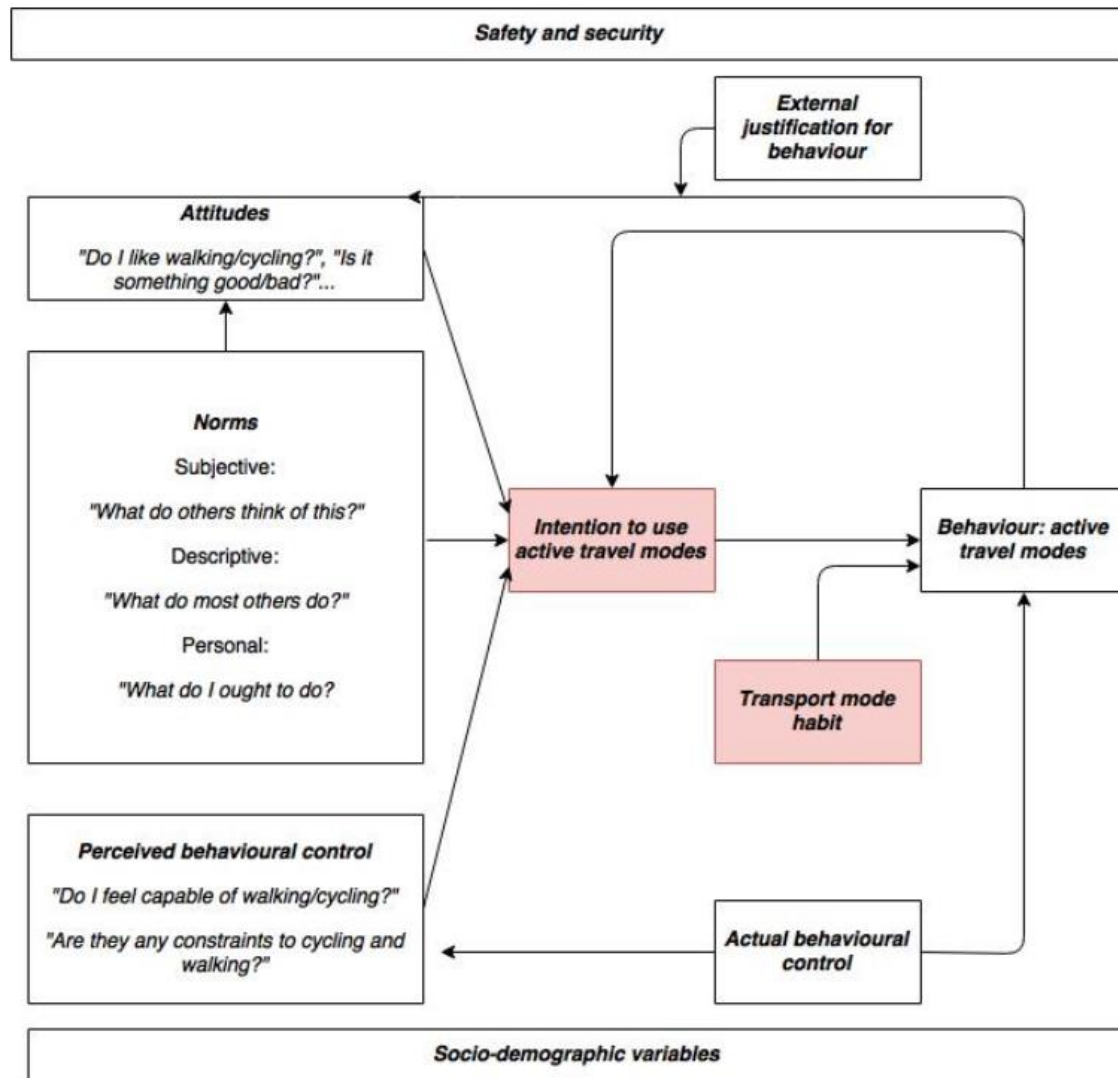 Safety and security
External
justification for
behaviour
Attitudes
"Do I like walking/cycling?", "Is it
something good/bad?"...
Norms
Subjective:
"What do others think of this?"
Descriptive:
"What do most others do?"
Personal:
"What do I ought to do?
Intention to use
active travel modes
Behaviour: active
travel modes
Transport mode
habit
Perceived behavioural control
"Do I feel capable of walking/cycling?"
"Are they any constraints to cycling and
walking?"
Actual behavioural
control
Socio-demographic variables